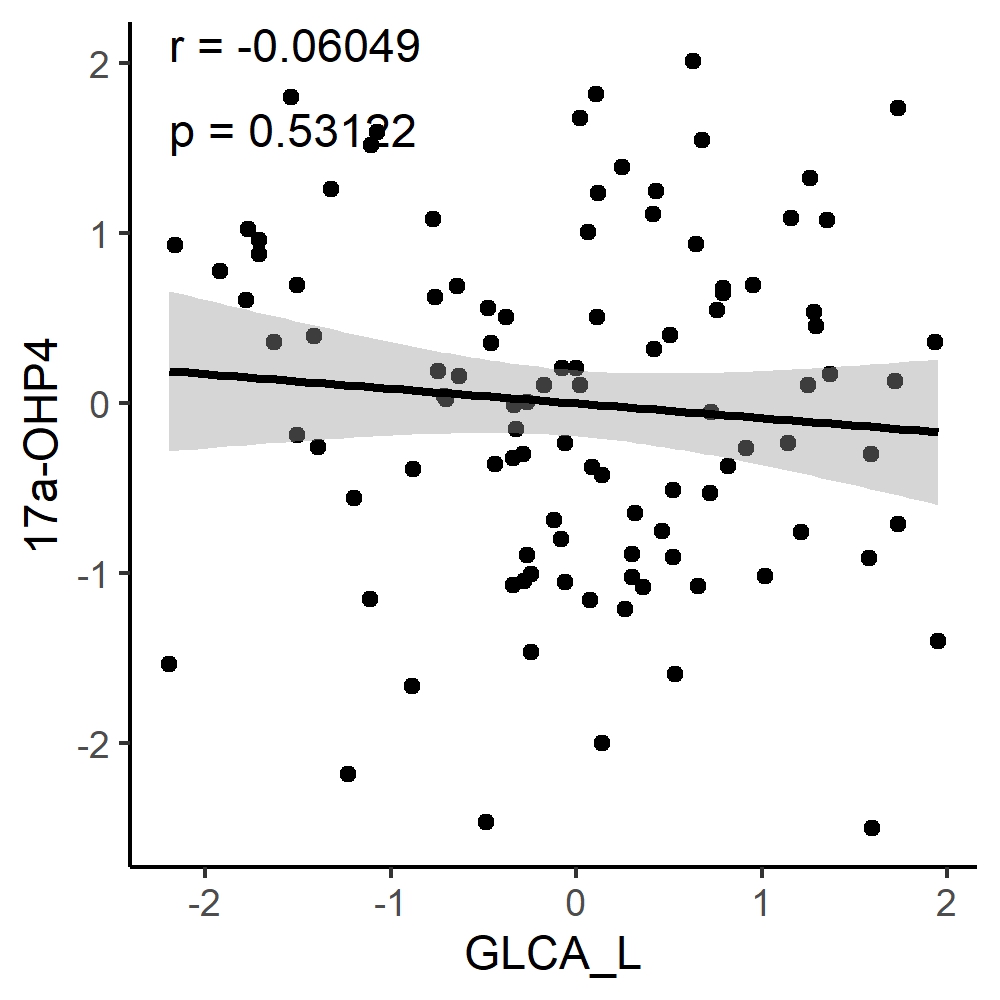 r = -0.06049
p = 0.53122
2
1
0
-1
-2
17a-OHP4
-2 -1 0 1 2
GLCA_L